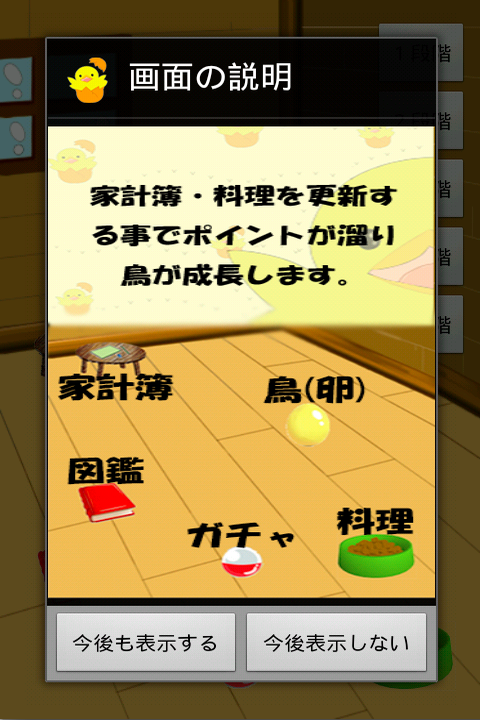 画面の説明
家計簿・料理を更新す
る事でポイントが溜り
鳥が成長します。
家計簿
鳥(卵)
図鑑
ガチャ
料理
今後も表示する
今後表示しない
1段階
階
階
階
階